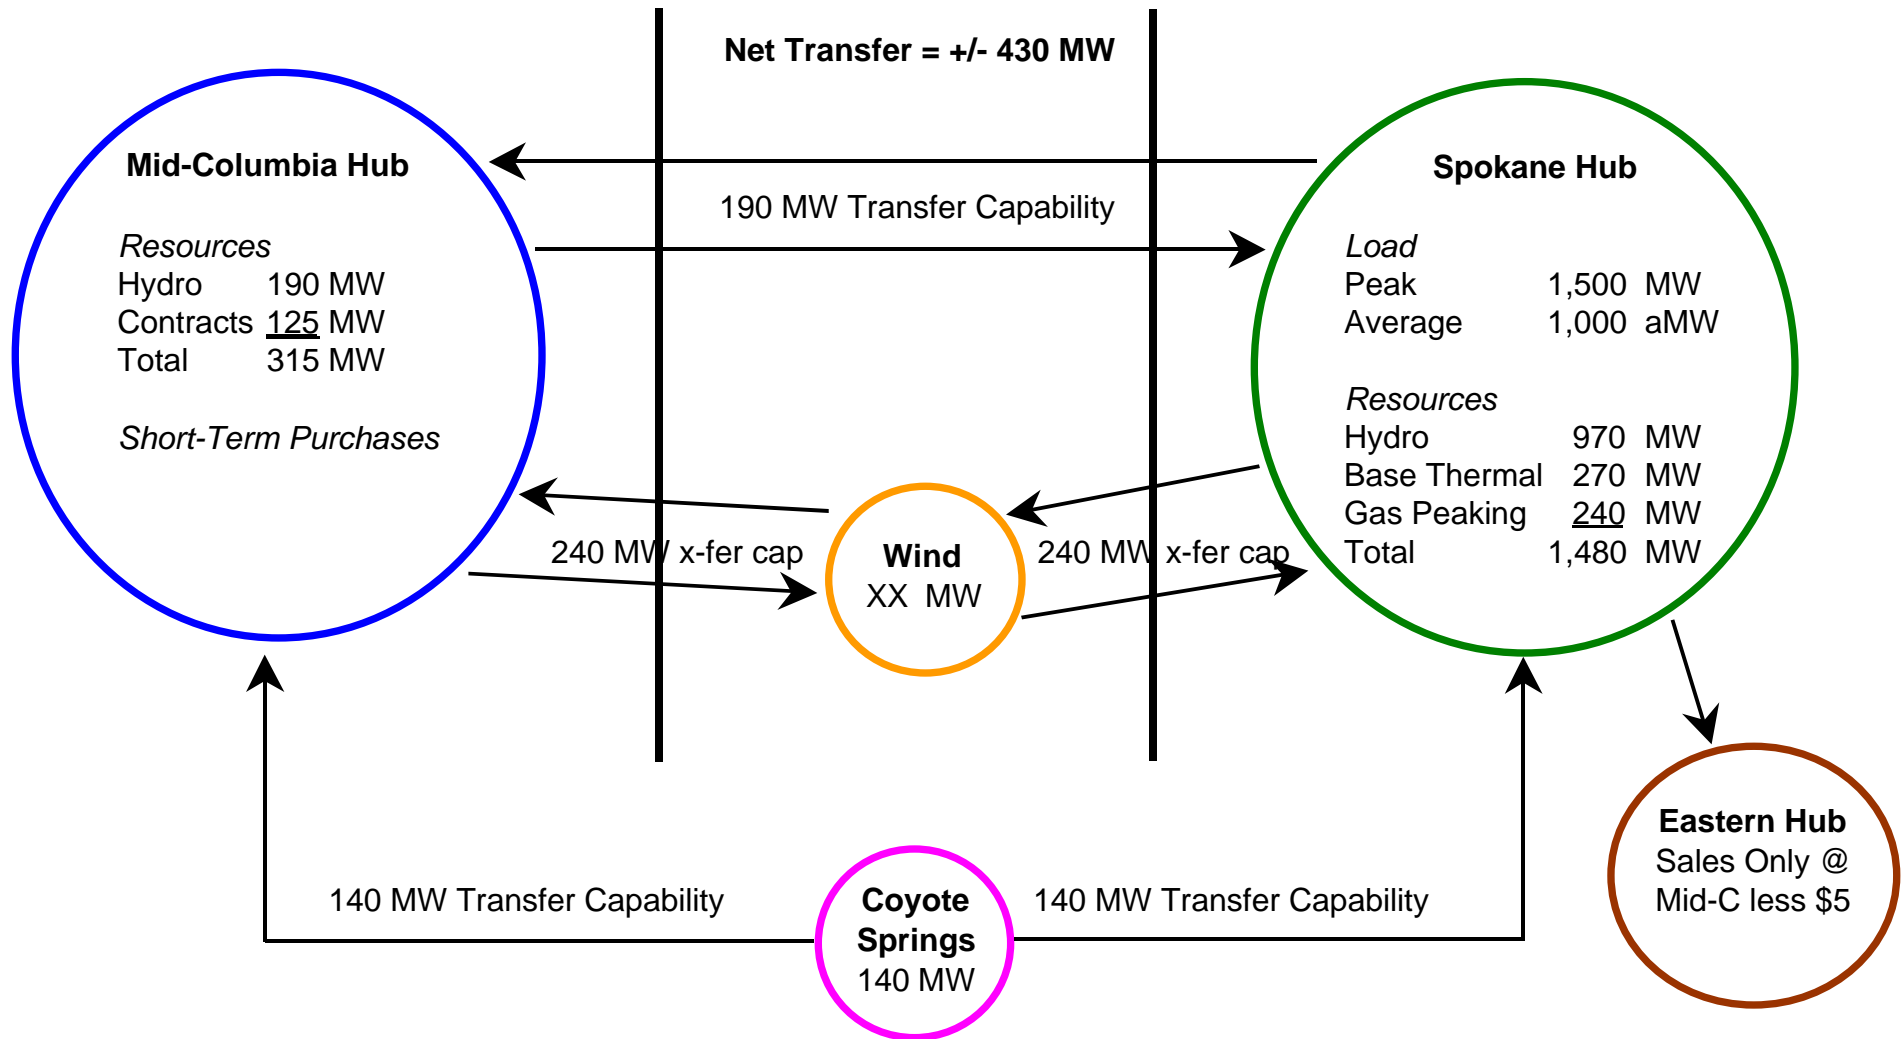 Net Transfer = +/- 430 MW
Mid-Columbia Hub
Resources
Hydro 190 MW
Contracts 125 MW
Total 315 MW
Short-Term Purchases
190 MW Transfer Capability
Spokane Hub
Load
Peak 1,500 MW
Average 1,000 aMW
Resources
Hydro 970 MW
Base Thermal 270 MW
Gas Peaking 240 MW
Total 1,480 MW
240 MW x-fer cap
Wind
XX MW
240 MW x-fer cap
140 MW Transfer Capability
Coyote
Springs
140 MW
140 MW Transfer Capability
Eastern Hub
Sales Only @
Mid-C less $5